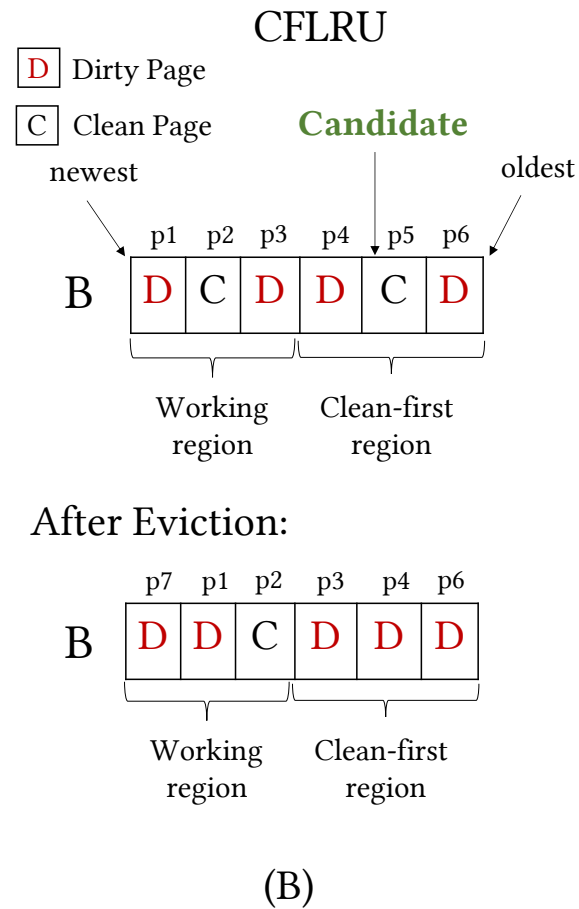 CFLRU
D Dirty Page
C Clean Page
Candidate
newest
oldest
p1 p2 p3 p4 p5 p6
B D C D D C D
Working region
Clean-first region
After Eviction:
p7 p1 p2 p3 p4 p6
B D D C D D D
Working region
Clean-first region
(B)